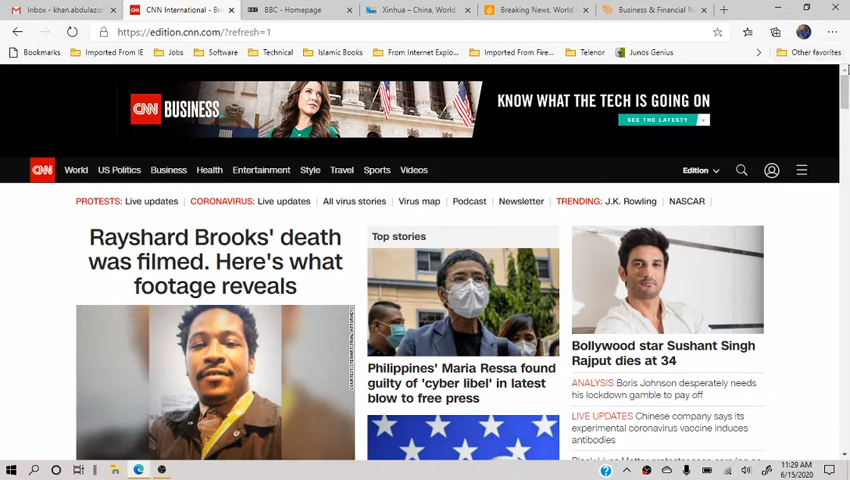 Inbox - khan.abdulaziz
CNN International - Bre
BBC - Homepage
Xinhua – China, World
Breaking News, World
Business & Financial N
https://edition.cnn.com/?refresh=1
Bookmarks
Imported From IE
Jobs
Software
Technical
Islamic Books
From Internet Explo...
Imported From Fire...
Telenor
Junos Genius
Other favorites
CNN BUSINESS
KNOW WHAT THE TECH IS GOING ON
SEE THE LATEST?
CNN World US Politics Business Health Entertainment Style Travel Sports Videos Edition
PROTESTS: Live updates | CORONAVIRUS: Live updates | All virus stories | Virus map | Podcast | Newsletter | TRENDING: J.K. Rowling | NASCAR |
Rayshard Brooks' death
was filmed. Here's what
footage reveals
Top stories
Philippines' Maria Ressa found
guilty of 'cyber libel' in latest
blow to free press
Bollywood star Sushant Singh
Rajput dies at 34
ANALYSIS Boris Johnson desperately needs
his lockdown gamble to pay off
LIVE UPDATES Chinese company says its
experimental coronavirus vaccine induces
antibodies
11:29 AM
6/15/2020